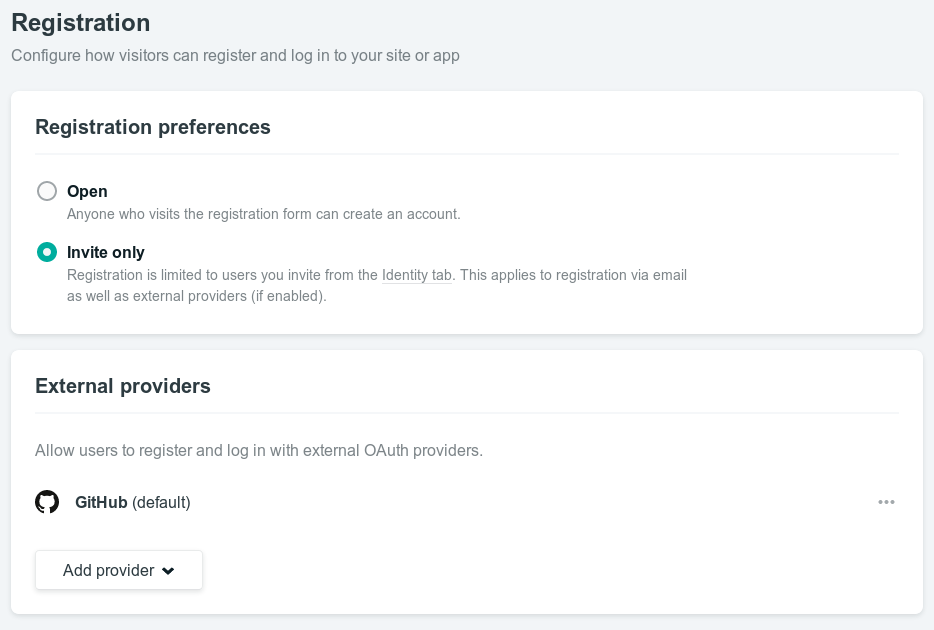 Registration
Configure how visitors can register and log in to your site or app
Registration preferences
Open
Anyone who visits the registration form can create an account.
Invite only
Registration is limited to users you invite from the Identity tab. This applies to registration via email
as well as external providers (if enabled).
External providers
Allow users to register and log in with external OAuth providers.
GitHub (default)
Add provider